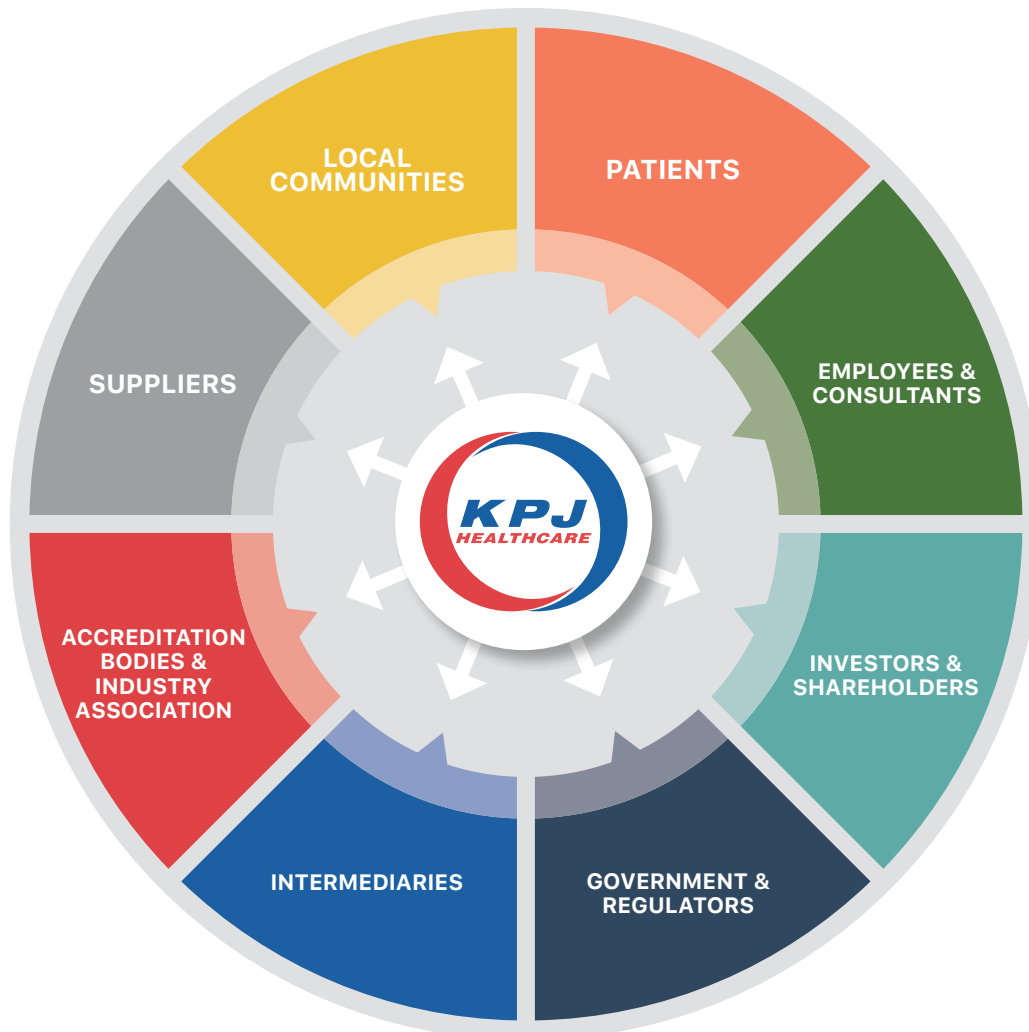 LOCAL
COMMUNITIES
PATIENTS
EMPLOYEES &
CONSULTANTS
INVESTORS &
SHAREHOLDERS
GOVERNMENT &
REGULATORS
INTERMEDIARIES
ACCREDITATION
BODIES &
INDUSTRY
ASSOCIATION
SUPPLIERS
KPJ
HEALTHCARE